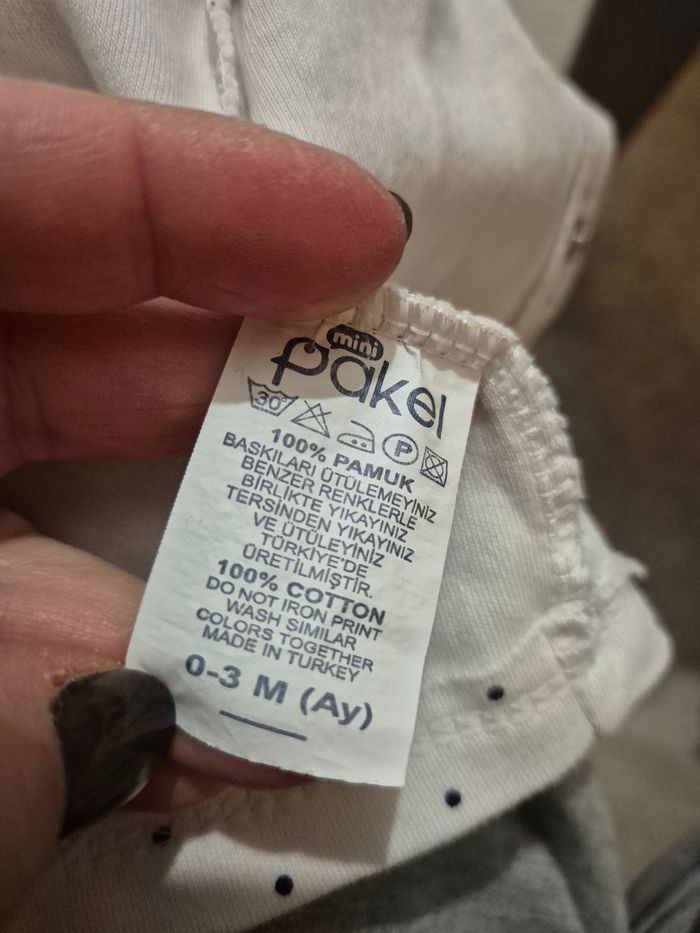 mini
Pakel
30°
P
100% PAMUK
BASKILARI ÜTÜLEMEYİNİZ
BENZER RENKLERLE
BİRLİKTE YIKAYINIZ
TERSİNDEN YIKAYINIZ
VE ÜTÜLEYİNİZ
TÜRKİYE'DE
ÜRETİLMİŞTİR.
100% COTTON
DO NOT IRON PRINT
WASH SIMILAR
COLORS TOGETHER
MADE IN TURKEY
0-3 M (Ay)